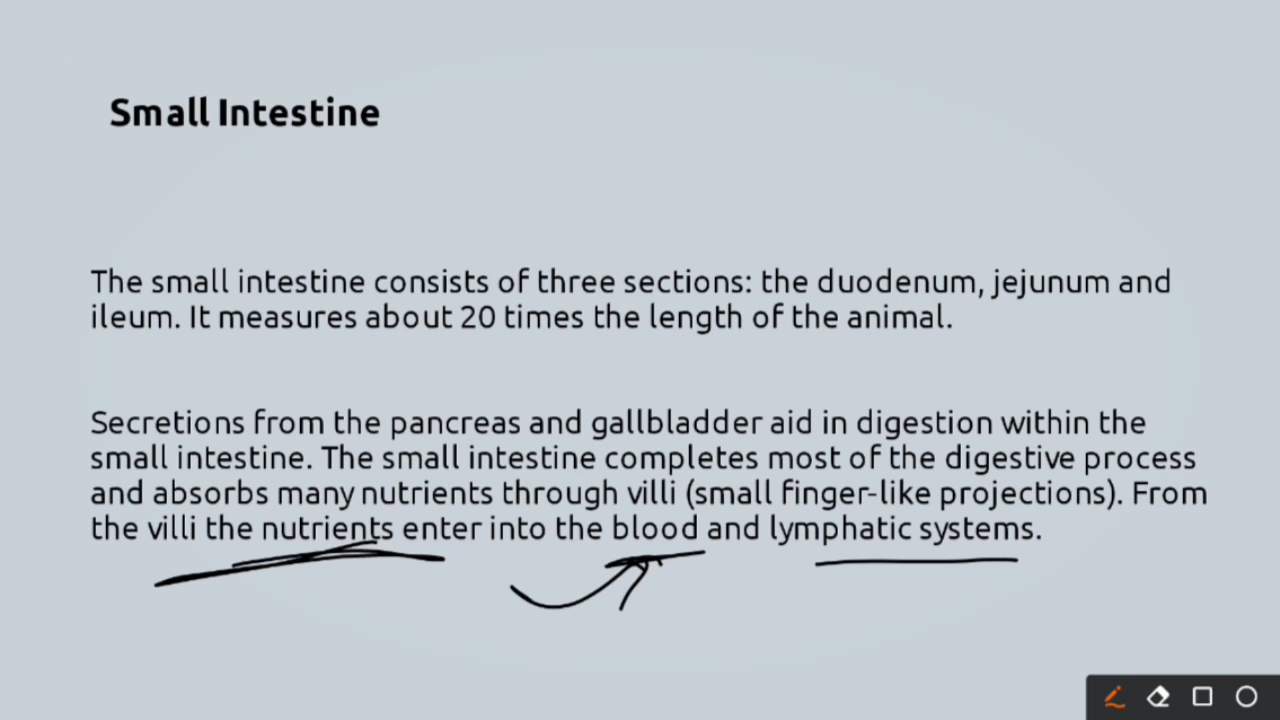 Small Intestine
The small intestine consists of three sections: the duodenum, jejunum and
ileum. It measures about 20 times the length of the animal.
Secretions from the pancreas and gallbladder aid in digestion within the
small intestine. The small intestine completes most of the digestive process
and absorbs many nutrients through villi (small finger-like projections). From
the villi the nutrients enter into the blood and lymphatic systems.